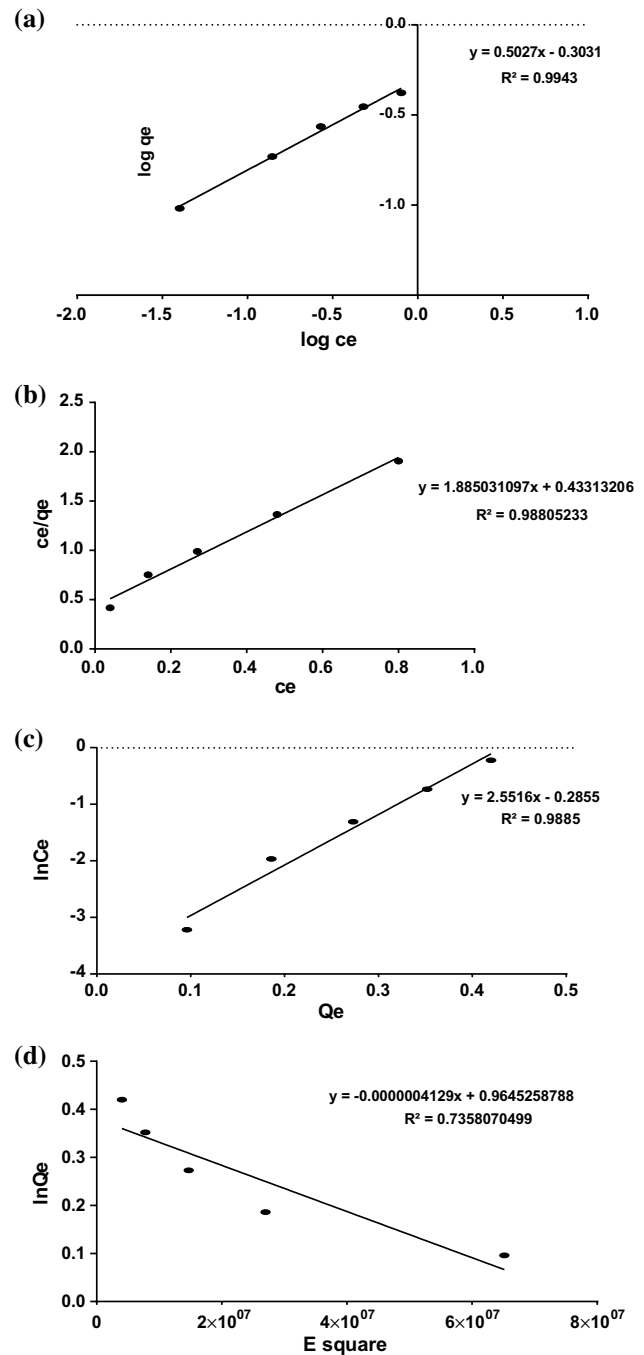 (a)
0.0
y = 0.5027x - 0.3031
R² = 0.9943
-0.5
log qe
-1.0
-2.0 -1.5 -1.0 -0.5 0.0 0.5 1.0
log ce
(b)
2.5
2.0
y = 1.885031097x + 0.43313206
R² = 0.98805233
1.5
ce/qe
1.0
0.5
0.0
0.0 0.2 0.4 0.6 0.8 1.0
ce
(c)
0
y = 2.5516x - 0.2855
R² = 0.9885
-1
lnCe
-2
-3
-4
0.0 0.1 0.2 0.3 0.4 0.5
Qe
(d)
0.5
y = -0.0000004129x + 0.9645258788
R² = 0.7358070499
0.4
0.3
lnQe
0.2
0.1
0.0
0 2×10⁰⁷ 4×10⁰⁷ 6×10⁰⁷ 8×10⁰⁷
E square